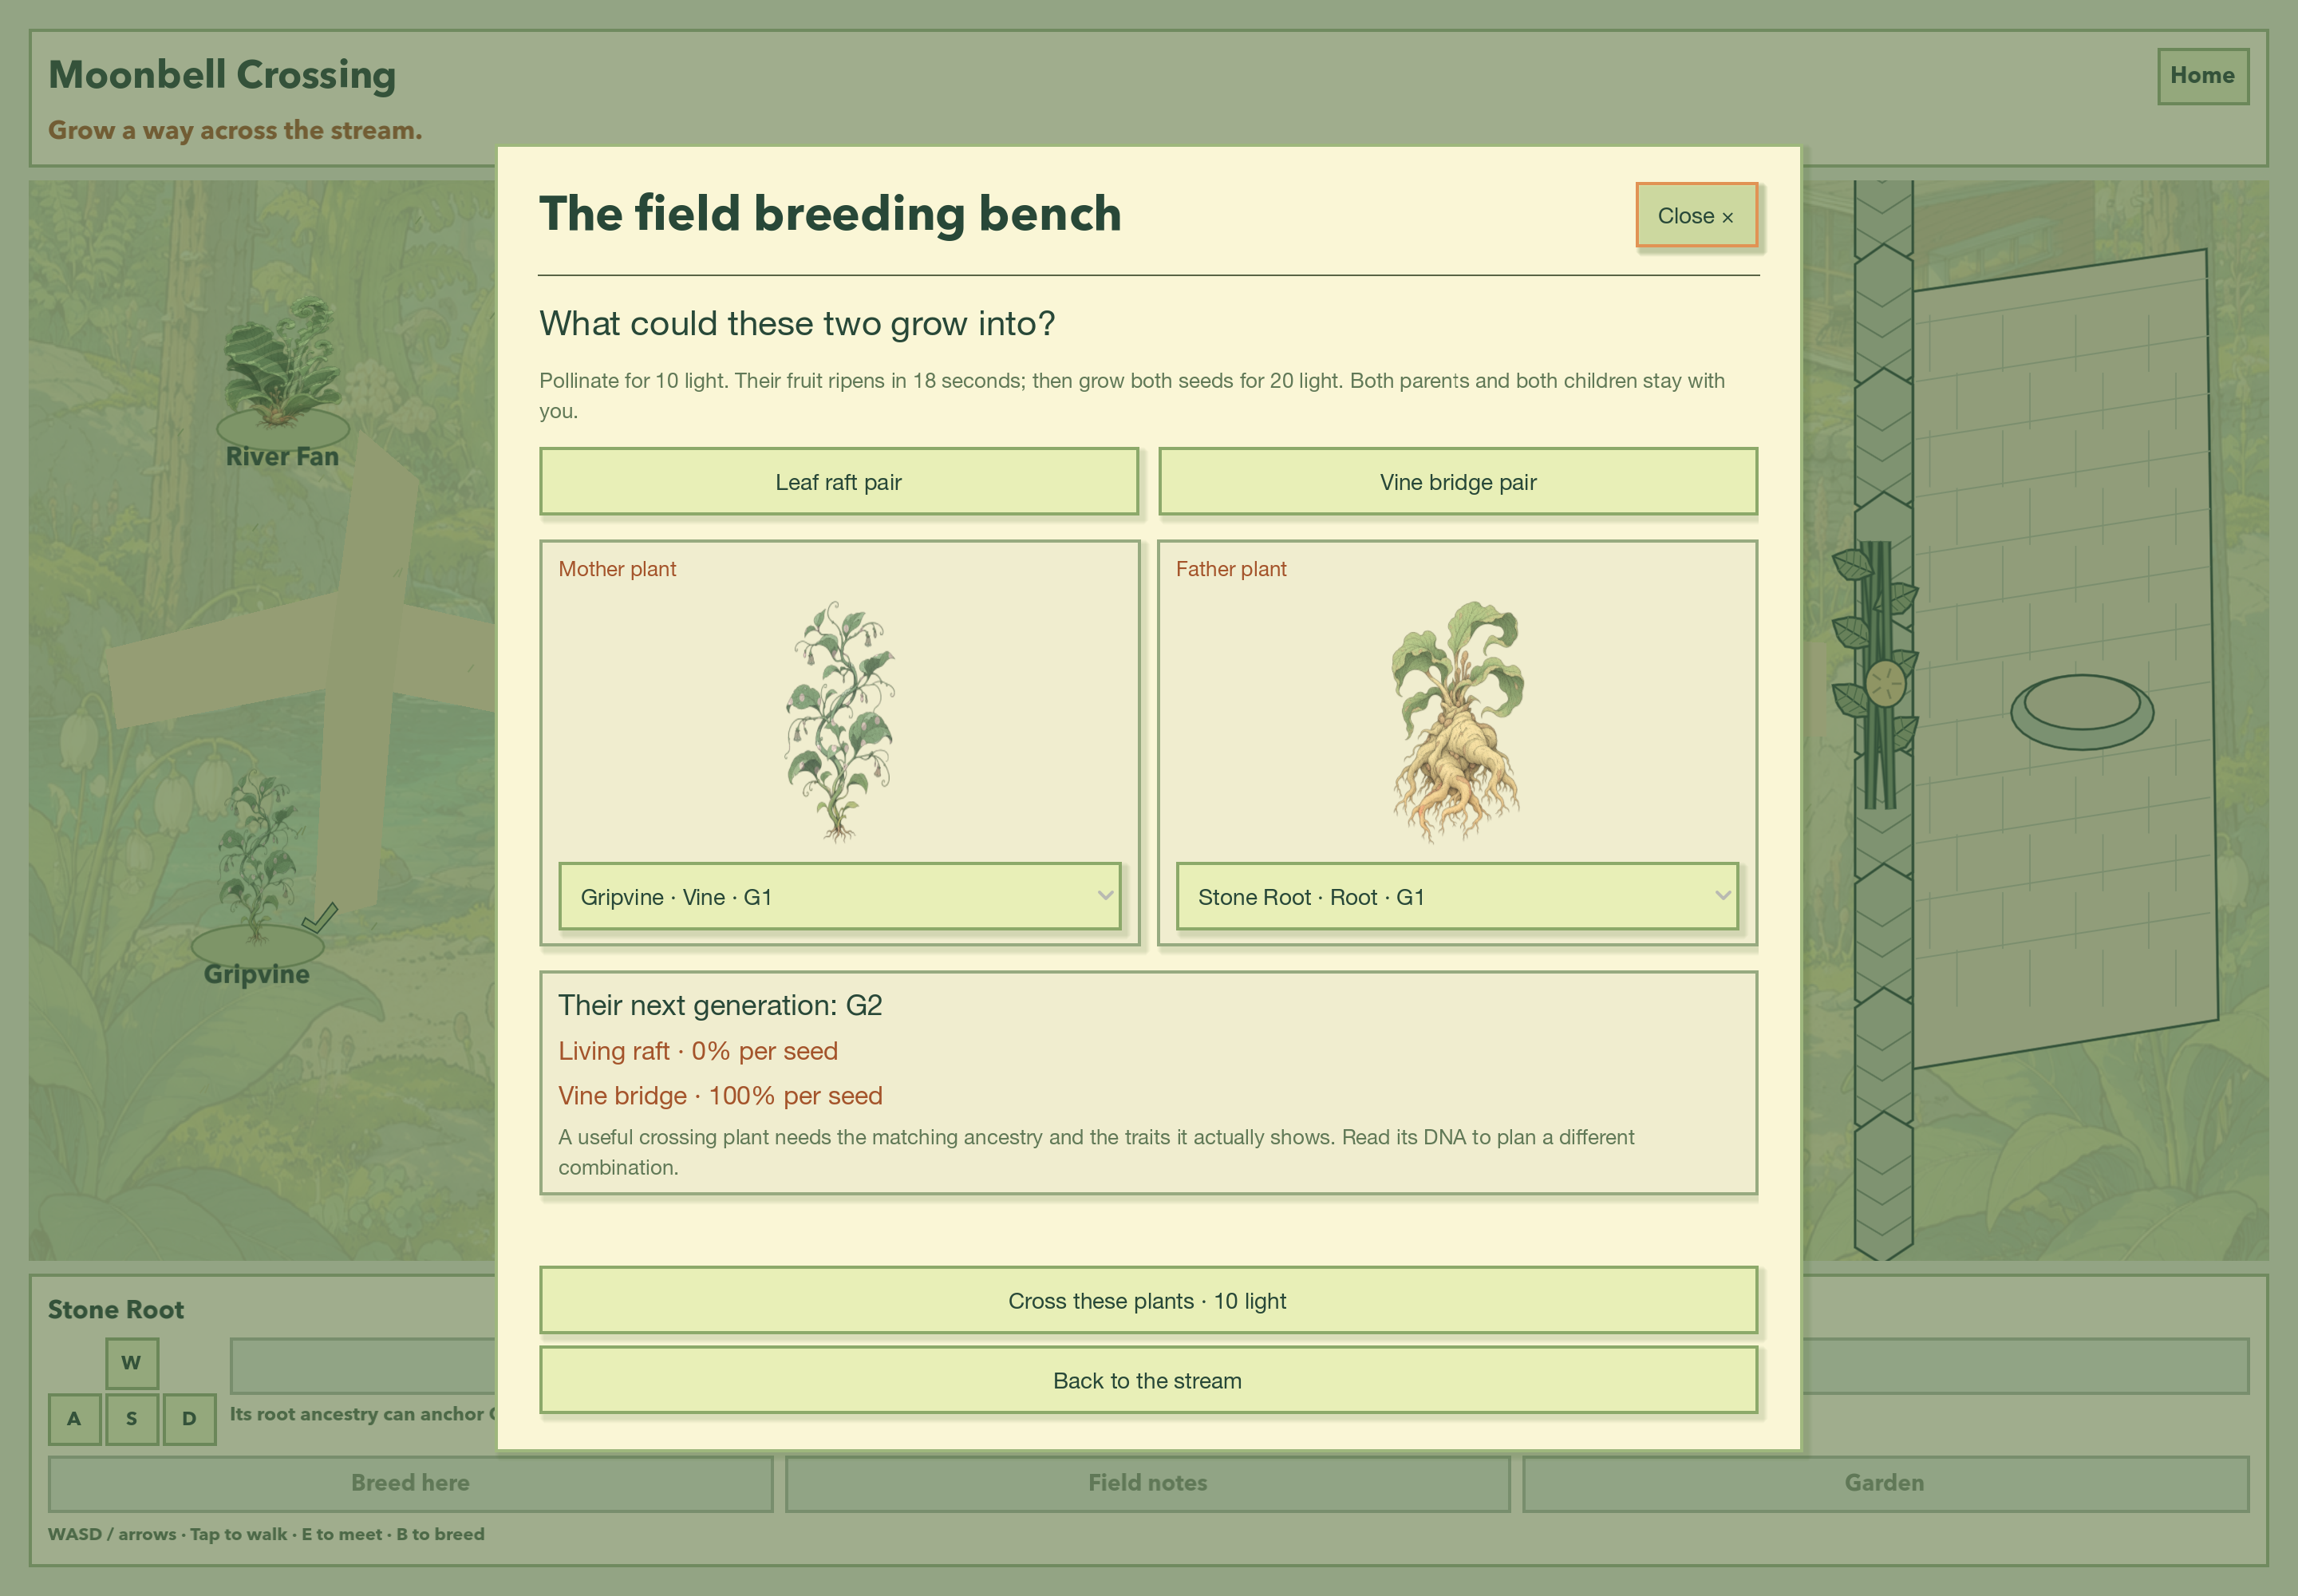 Moonbell Crossing
Home
Grow a way across the stream.
The field breeding bench
Close ×
What could these two grow into?
Pollinate for 10 light. Their fruit ripens in 18 seconds; then grow both seeds for 20 light. Both parents and both children stay with
you.
River Fan
Leaf raft pair
Vine bridge pair
Mother plant
Father plant
Gripvine · Vine · G1
Stone Root · Root · G1
Gripvine
Their next generation: G2
Living raft · 0% per seed
Vine bridge · 100% per seed
A useful crossing plant needs the matching ancestry and the traits it actually shows. Read its DNA to plan a different
combination.
Cross these plants · 10 light
Back to the stream
Stone Root
W
A S D
Its root ancestry can anchor
Breed here
Field notes
Garden
WASD / arrows · Tap to walk · E to meet · B to breed